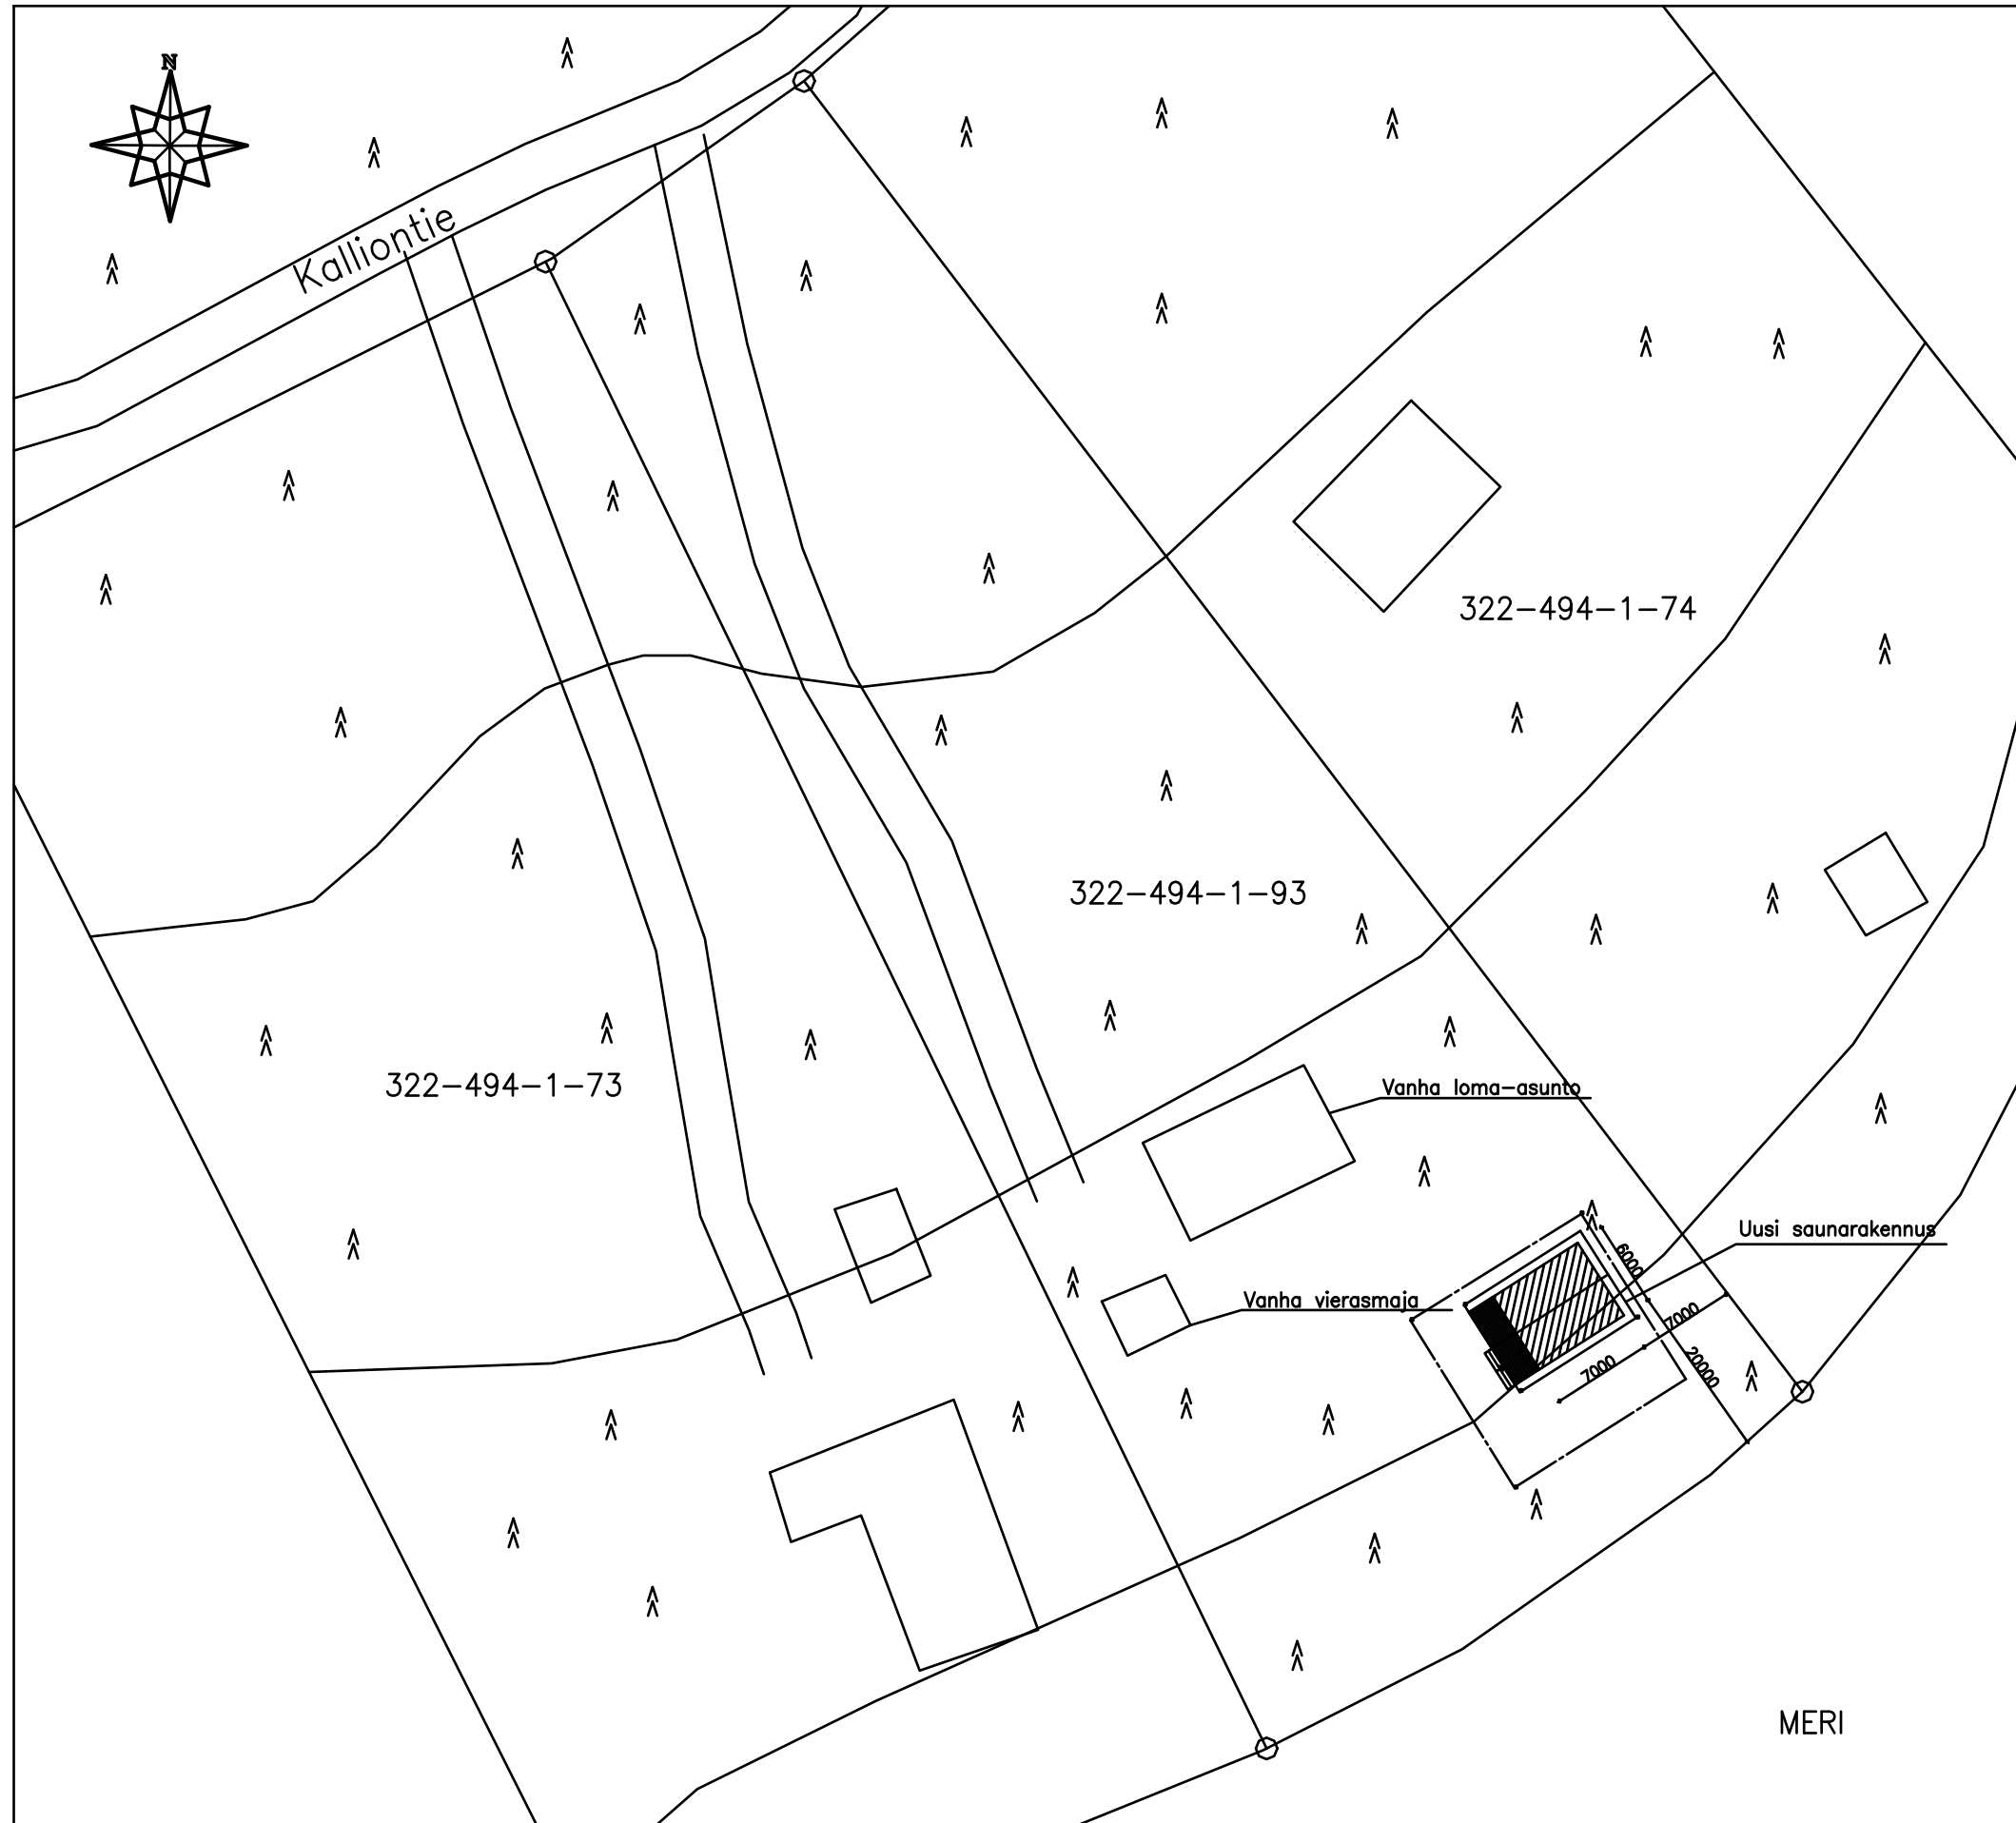 N
Kalliontie
322-494-1-74
322-494-1-93
322-494-1-73
Vanha loma-asunto
Uusi saunarakennus
6000
Vanha vierasmaja
7000
7000
20000
MERI